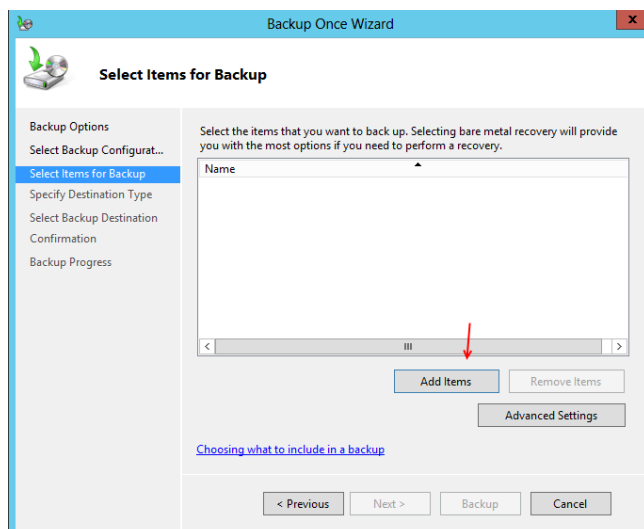 Backup Once Wizard
x
Select Items for Backup
Backup Options
Select Backup Configurat...
Select Items for Backup
Specify Destination Type
Select Backup Destination
Confirmation
Backup Progress
Select the items that you want to back up. Selecting bare metal recovery will provide
you with the most options if you need to perform a recovery.
Name
Add Items
Remove Items
Advanced Settings
Choosing what to include in a backup
< Previous
Next >
Backup
Cancel